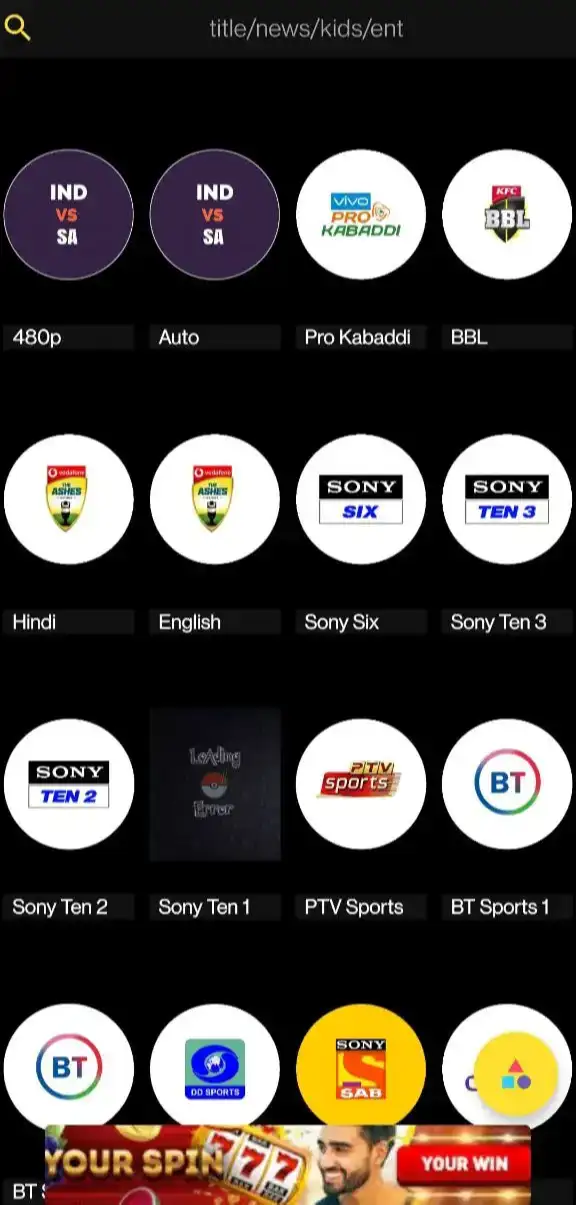 title/news/kids/ent
IND
VS
SA
IND
VS
SA
vivo
PRO
KABADDI
KFC
BBL
480p
Auto
Pro Kabaddi
BBL
vodafone
THE
ASHES
vodafone
THE
ASHES
SONY
SIX
SONY
TEN 3
Hindi
English
Sony Six
Sony Ten 3
SONY
TEN 2
LoAding
Error
PTV
sports
BT
Sony Ten 2
Sony Ten 1
PTV Sports
BT Sports 1
BT
DD SPORTS
SONY
SAB
YOUR SPIN
777
YOUR WIN
BT